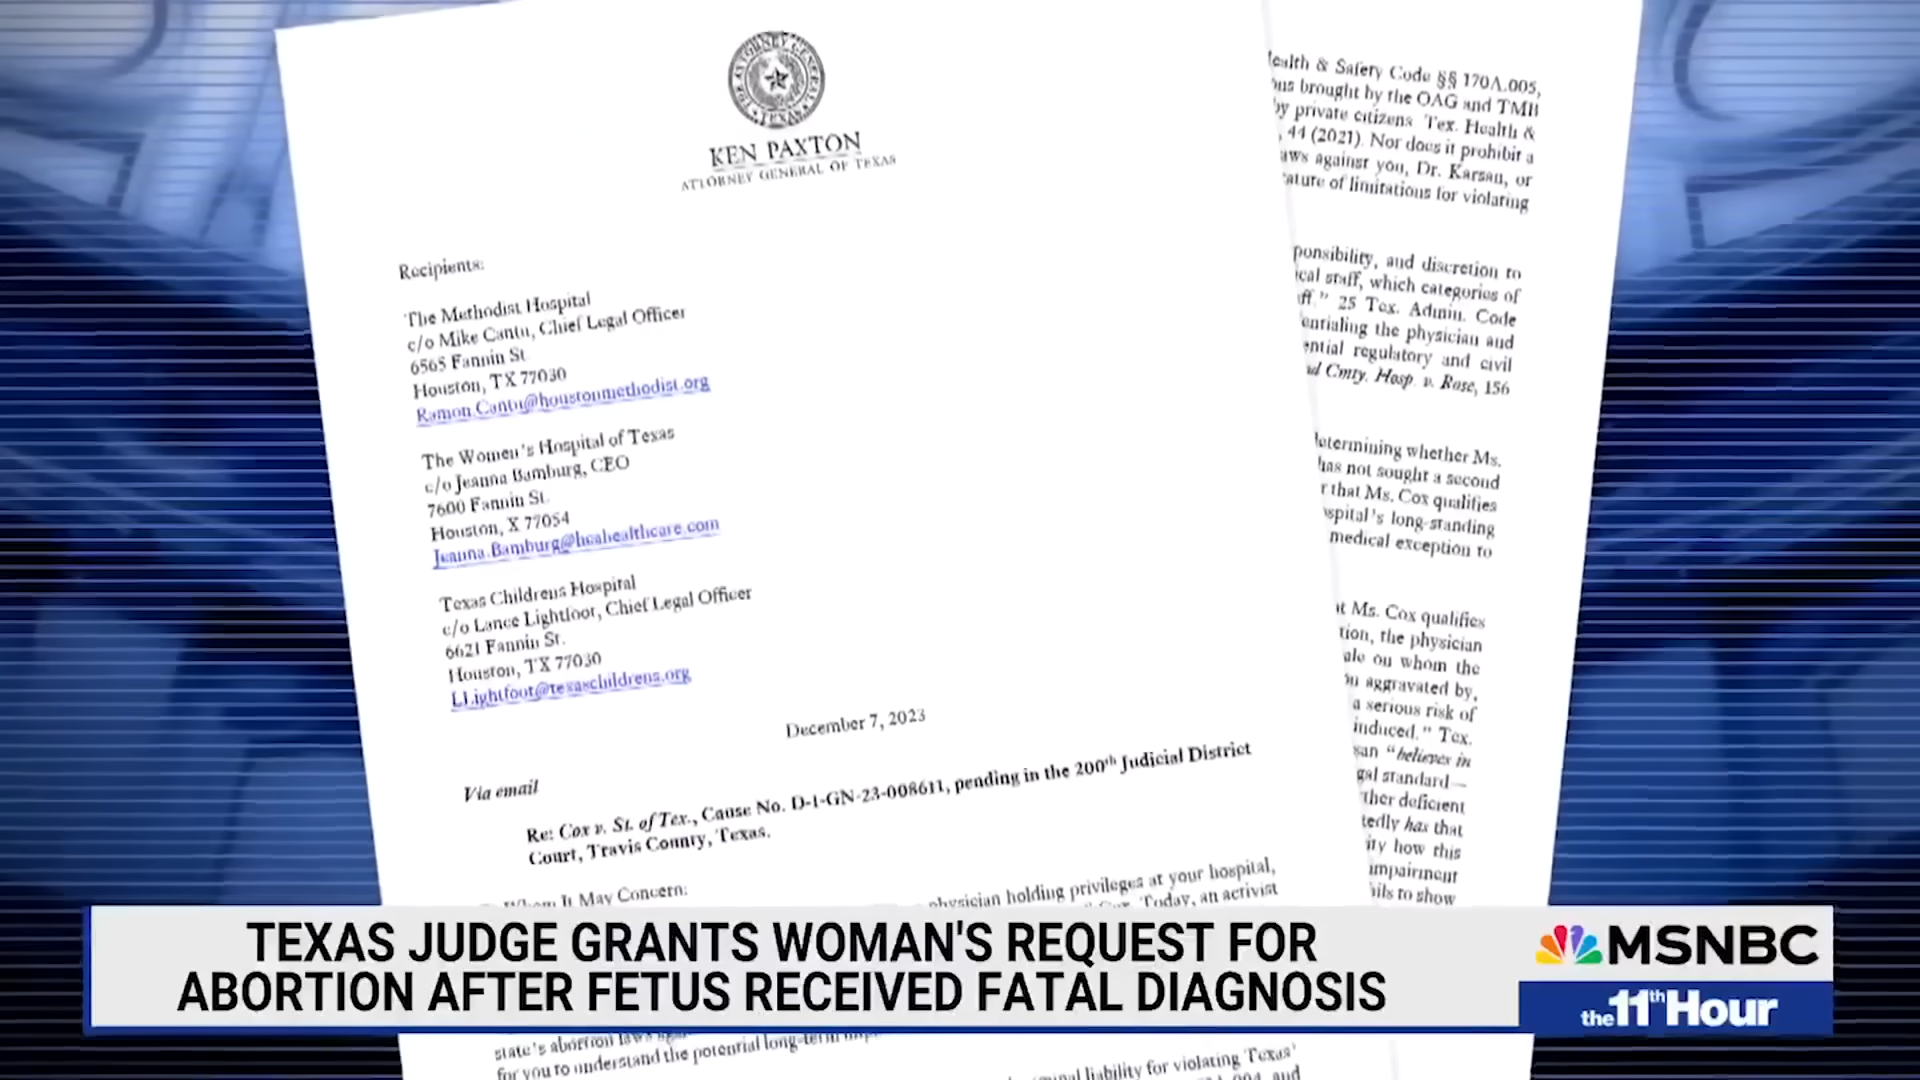 ATTORNEY GENERAL
OF TEXAS
KEN PAXTON
ATTORNEY GENERAL OF TEXAS
Recipients:
The Methodist Hospital
c/o Mike Cantu, Chief Legal Officer
6565 Fannin St
Houston, TX 77030
Ramon.Cantu@houstonmethodist.org
The Women's Hospital of Texas
c/o Jeanna Bamburg, CEO
7600 Fannin St.
Houston, X 77054
Jeanna.Bamburg@hcahealthcare.com
Texas Childrens Hospital
c/o Lance Lightfoot, Chief Legal Officer
6621 Fannin St.
Houston, TX 77030
LLightfoot@texaschildrens.org
December 7, 2023
Via email
Re: Cox v. St. of Tex., Cause No. D-1-GN-23-008611, pending in the 200th Judicial District
Court, Travis County, Texas.
Whom It May Concern:
physician holding privileges at your hospital,
Today, an activist
state's abortion laws
for you to understand the potential long-term
liability for violating Texas'
and
Health & Safety Code §§ 170A.005,
brought by the OAG and TMB
by private citizens Tex. Health &
44 (2021). Nor does it prohibit a
against you, Dr. Karsan, or
of limitations for violating
and discretion to
staff, which categories of
25 Tex. Admin. Code
the physician and
regulatory and civil
Cmty. Hosp. v. Rose, 156
determining whether Ms.
has not sought a second
that Ms. Cox qualifies
long-standing
medical exception to
Ms. Cox qualifies
the physician
on whom the
aggravated by,
a serious risk of
induced." Tex.
"believes in
standard—
deficient
has that
how this
impairment
to show
TEXAS JUDGE GRANTS WOMAN'S REQUEST FOR
ABORTION AFTER FETUS RECEIVED FATAL DIAGNOSIS
MSNBC
the 11th Hour